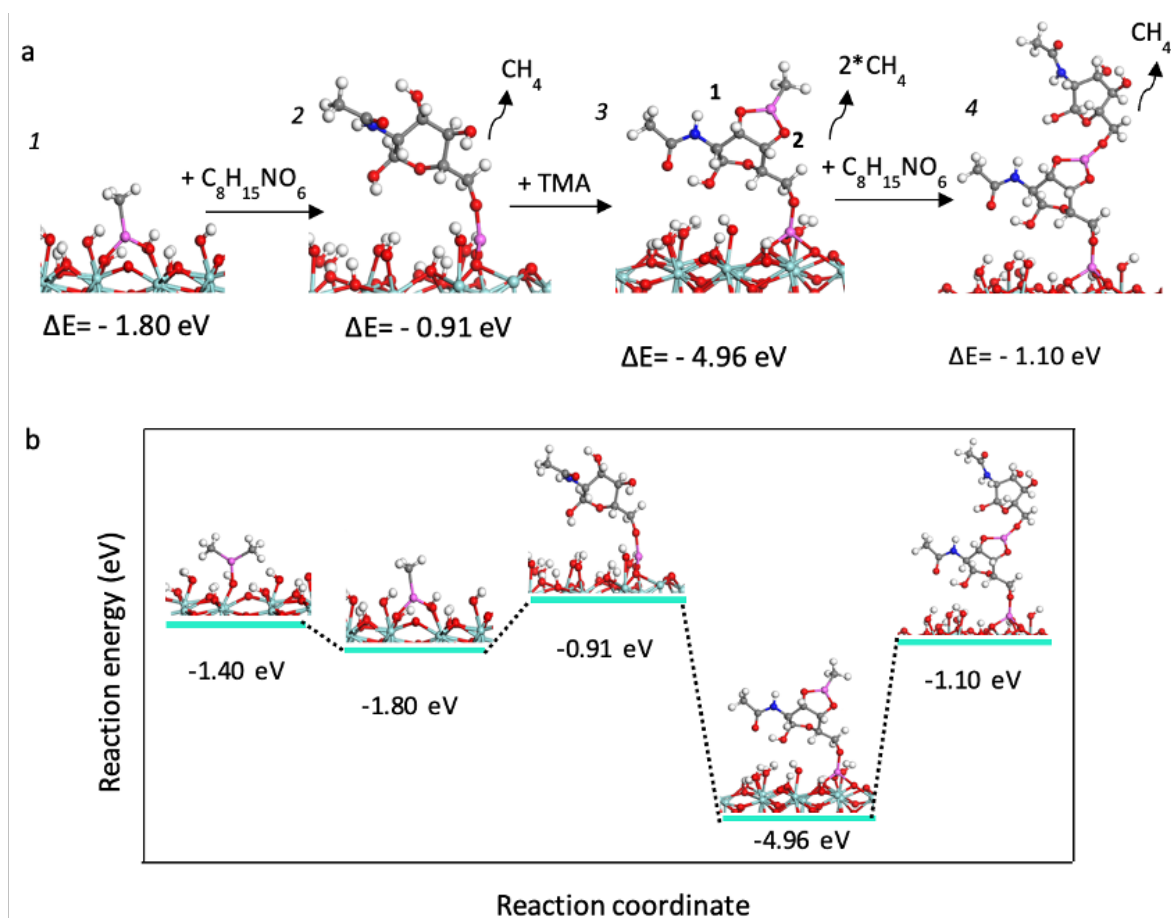 a
1
+ C₈H₁₅NO₆
2
CH₄
+ TMA
3
1
2
2*CH₄
+ C₈H₁₅NO₆
4
CH₄
ΔE= - 1.80 eV
ΔE= - 0.91 eV
ΔE= - 4.96 eV
ΔE= - 1.10 eV
b
Reaction energy (eV)
-1.40 eV
-1.80 eV
-0.91 eV
-4.96 eV
-1.10 eV
Reaction coordinate